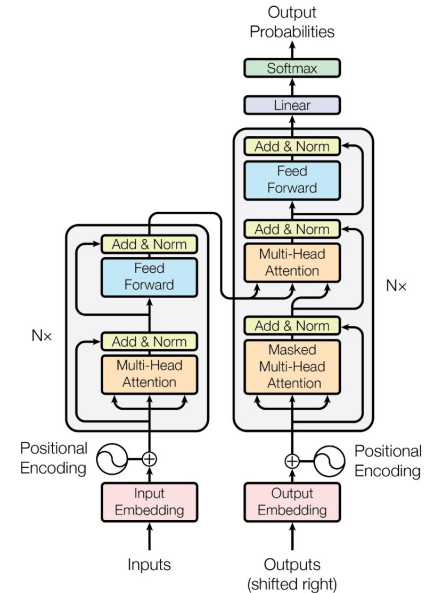 Output
Probabilities
Softmax
Linear
Add & Norm
Feed
Forward
Add & Norm
Multi-Head
Attention
Add & Norm
Masked
Multi-Head
Attention
N×
Positional
Encoding
Output
Embedding
Outputs
(shifted right)
Add & Norm
Feed
Forward
N×
Add & Norm
Multi-Head
Attention
Positional
Encoding
Input
Embedding
Inputs